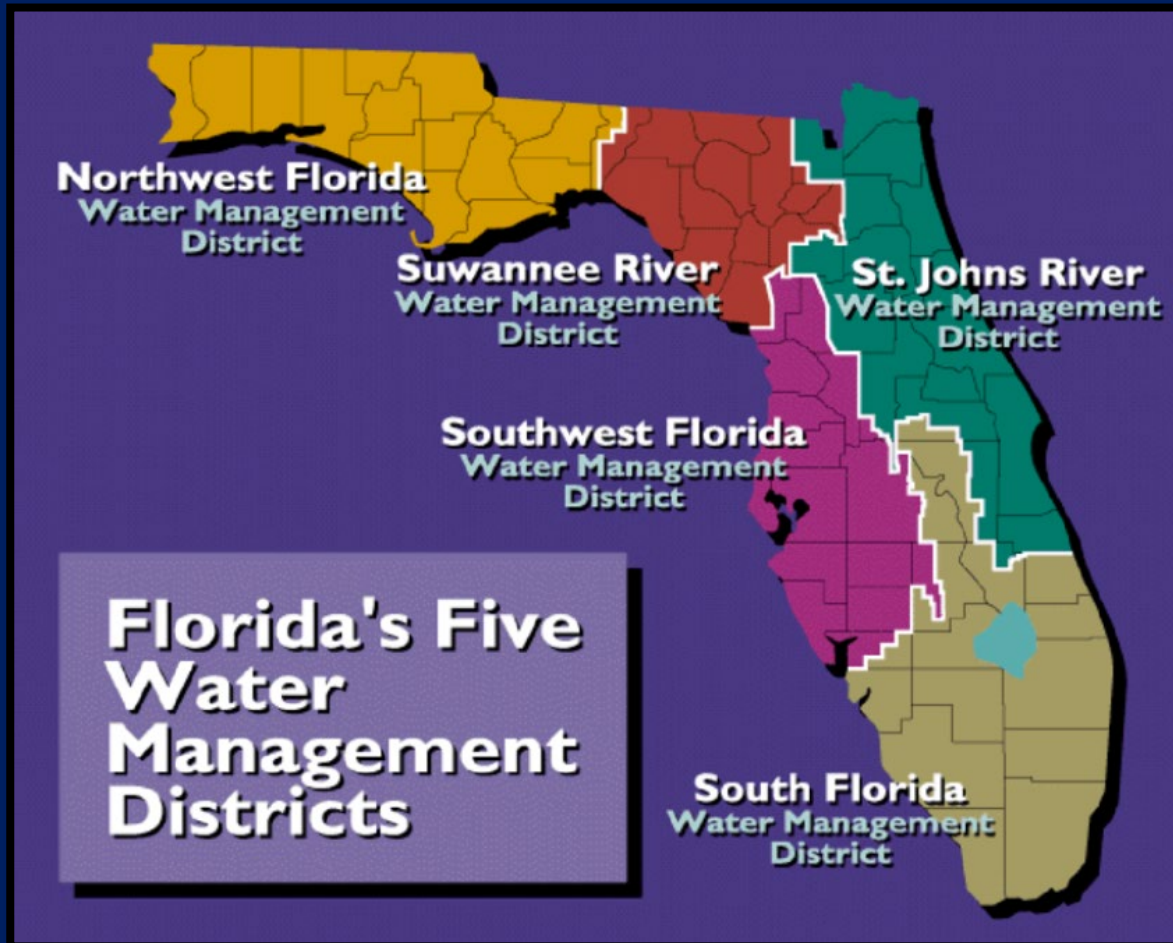 Northwest Florida
Water Management
District
Suwannee River
Water Management
District
St. Johns River
Water Management
District
Southwest Florida
Water Management
District
Florida's Five
Water
Management
Districts
South Florida
Water Management
District